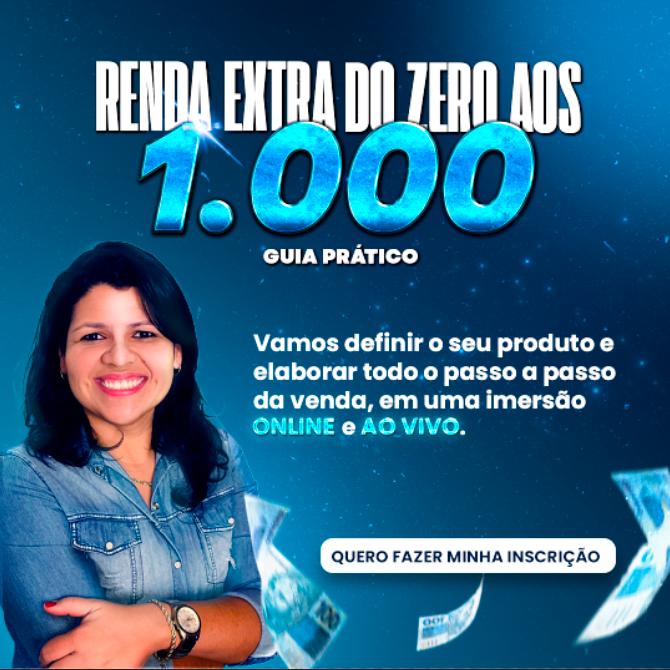 RENDA EXTRA DO ZERO AOS
1.000
GUIA PRÁTICO
Vamos definir o seu produto e
elaborar todo o passo a passo
da venda, em uma imersão
ONLINE e AO VIVO.
QUERO FAZER MINHA INSCRIÇÃO
100